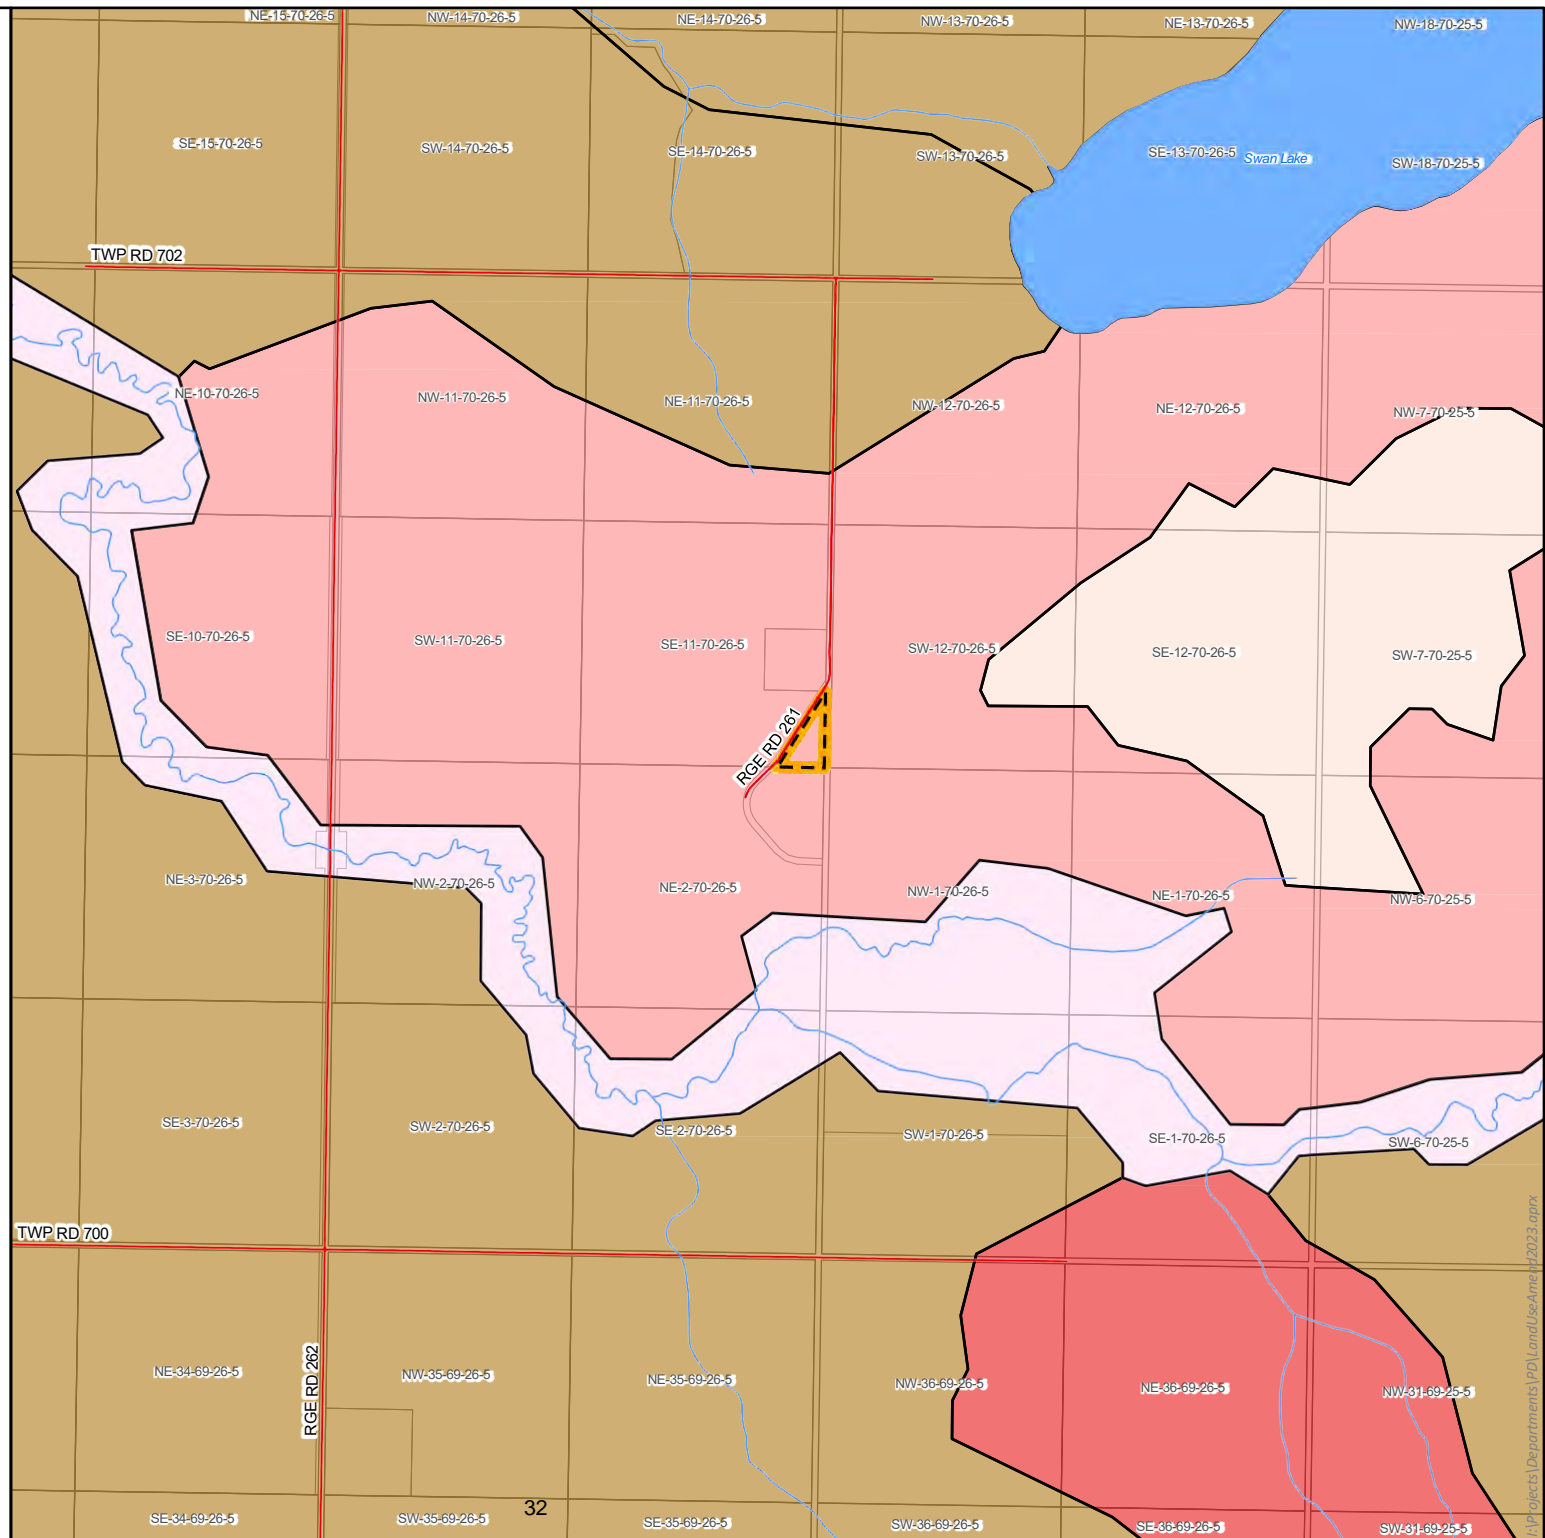 NE-15-70-26-5
NW-14-70-26-5
NE-14-70-26-5
NW-13-70-26-5
NE-13-70-26-5
NW-18-70-25-5
SE-15-70-26-5
SW-14-70-26-5
SE-14-70-26-5
SW-13-70-26-5
SE-13-70-26-5
Swan Lake
SW-18-70-25-5
TWP RD 702
NE-10-70-26-5
NW-11-70-26-5
NE-11-70-26-5
NW-12-70-26-5
NE-12-70-26-5
NW-7-70-25-5
SE-10-70-26-5
SW-11-70-26-5
SE-11-70-26-5
SW-12-70-26-5
SE-12-70-26-5
SW-7-70-25-5
RGE RD 261
NE-3-70-26-5
NW-2-70-26-5
NE-2-70-26-5
NW-1-70-26-5
NE-1-70-26-5
NW-6-70-25-5
SE-3-70-26-5
SW-2-70-26-5
SE-2-70-26-5
SW-1-70-26-5
SE-1-70-26-5
SW-6-70-25-5
TWP RD 700
RGE RD 262
NE-34-69-26-5
NW-35-69-26-5
NE-35-69-26-5
NW-36-69-26-5
NE-36-69-26-5
NW-31-69-25-5
32
SE-34-69-26-5
SW-35-69-26-5
SE-35-69-26-5
SW-36-69-26-5
SE-36-69-26-5
SW-31-69-25-5
I:\Projects\Departments\PD\LandUseAmend2023.aprx